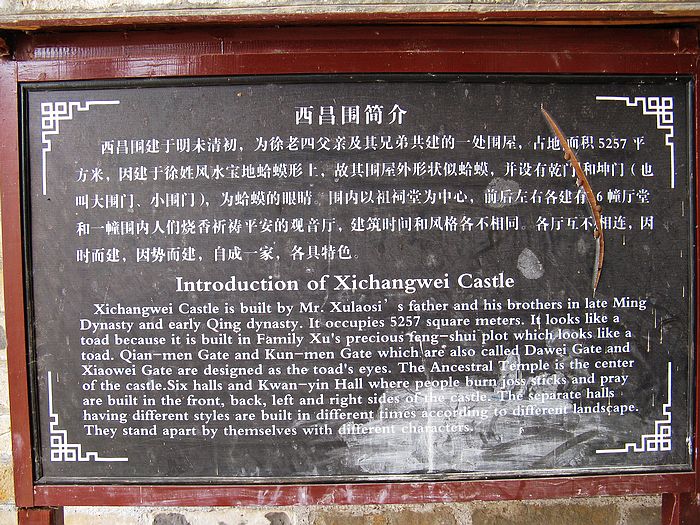 西昌围简介
西昌围建于明末清初，为徐老四父亲及其兄弟共建的一处围屋，占地面积5257平
方米，因建于徐姓风水宝地蛤蟆形上，故其围屋外形状似蛤蟆，并设有乾门和坤门（也
叫大围门、小围门），为蛤蟆的眼睛。围内以祖祠堂为中心，前后左右各建有6幢厅堂
和一幢围内人们烧香祈祷平安的观音厅，建筑时间和风格各不相同。各厅互不相连，因
时而建，因势而建，自成一家，各具特色。
Introduction of Xichangwei Castle
Xichangwei Castle is built by Mr. Xulaosi’s father and his brothers in late Ming
Dynasty and early Qing dynasty. It occupies 5257 square meters. It looks like a
toad because it is built in Family Xu's precious feng-shui plot which looks like a
toad. Qian-men Gate and Kun-men Gate which are also called Dawei Gate and
Xiaowei Gate are designed as the toad's eyes. The Ancestral Temple is the center
of the castle.Six halls and Kwan-yin Hall where people burn joss sticks and pray
are built in the front, back, left and right sides of the castle. The separate halls
having different styles are built in different times according to different landscape.
They stand apart by themselves with different characters.